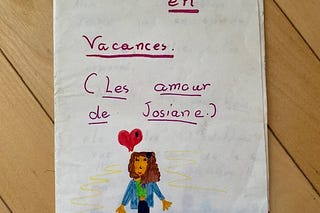 en
Vacances.
(Les amour
de Josiane.)